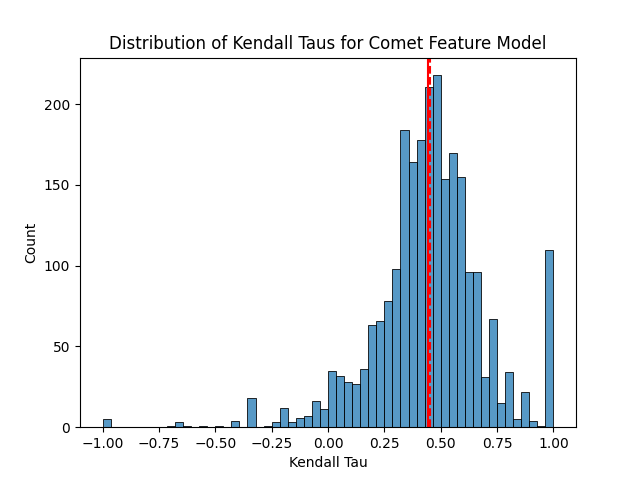 Distribution of Kendall Taus for Comet Feature Model
Count
200
150
100
50
0
−1.00 −0.75 −0.50 −0.25 0.00 0.25 0.50 0.75 1.00
Kendall Tau